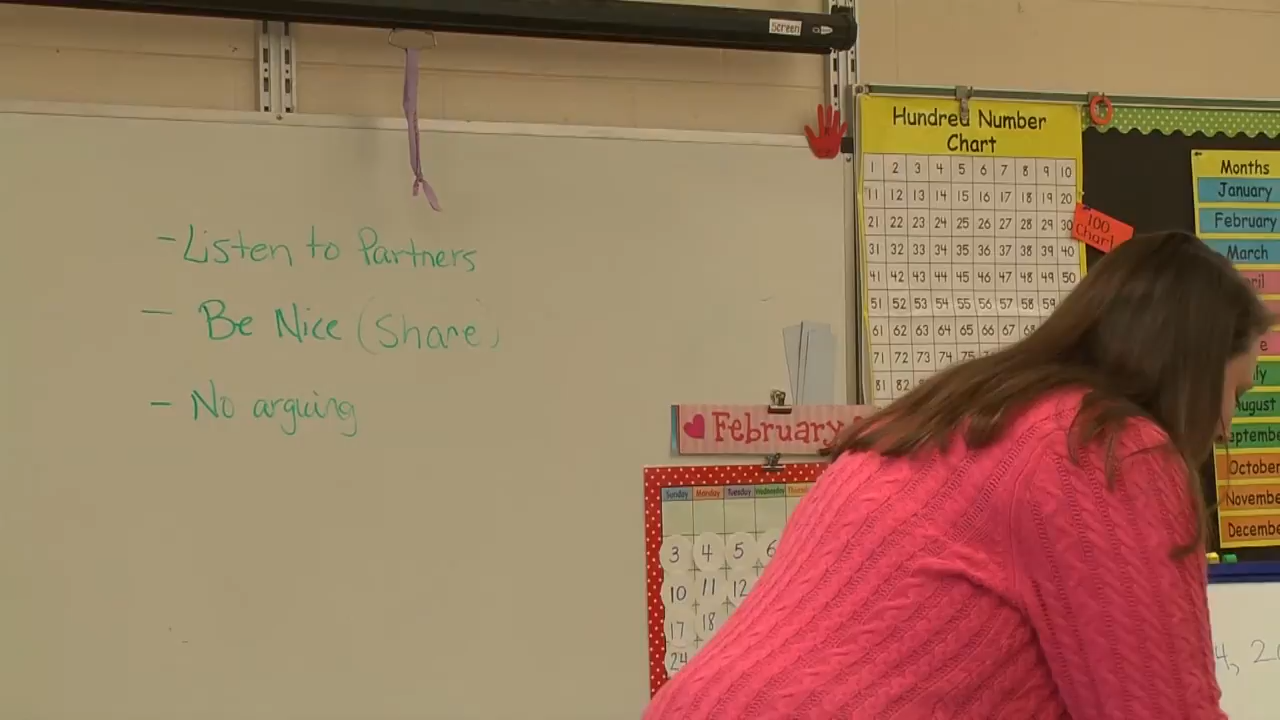 Screen
- Listen to Partners
- Be Nice (Share)
- No arguing
Hundred Number
Chart
1 2 3 4 5 6 7 8 9 10
11 12 13 14 15 16 17 18 19 20
21 22 23 24 25 26 27 28 29 30
31 32 33 34 35 36 37 38 39 40
41 42 43 44 45 46 47 48 49 50
51 52 53 54 55 56 57 58 59
61 62 63 64 65 66 67
71 72 73 74
81 82
100
Chart
Months
January
February
March
August
October
February
Sunday Monday Tuesday Wednesday
3 4 5 6
10 11 12
17 18
24